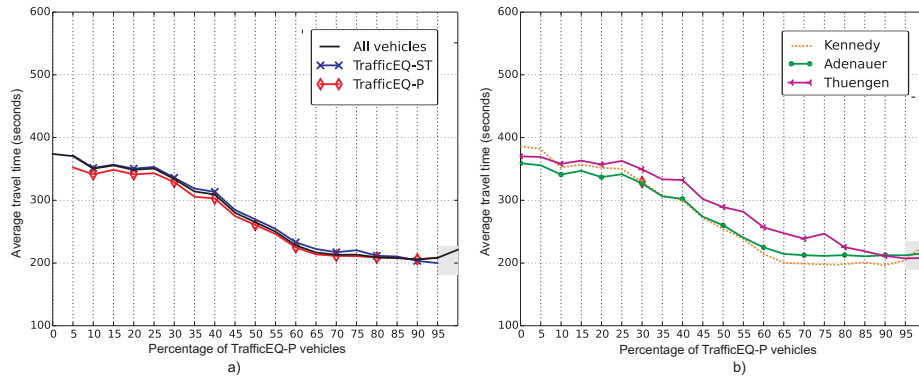 600
500
400
300
200
100
Average travel time (seconds)
All vehicles
TrafficEQ-ST
TrafficEQ-P
0 5 10 15 20 25 30 35 40 45 50 55 60 65 70 75 80 85 90 95
Percentage of TrafficEQ-P vehicles
a)
600
500
400
300
200
100
Average travel time (seconds)
Kennedy
Adenauer
Thuengen
0 5 10 15 20 25 30 35 40 45 50 55 60 65 70 75 80 85 90 95
Percentage of TrafficEQ-P vehicles
b)